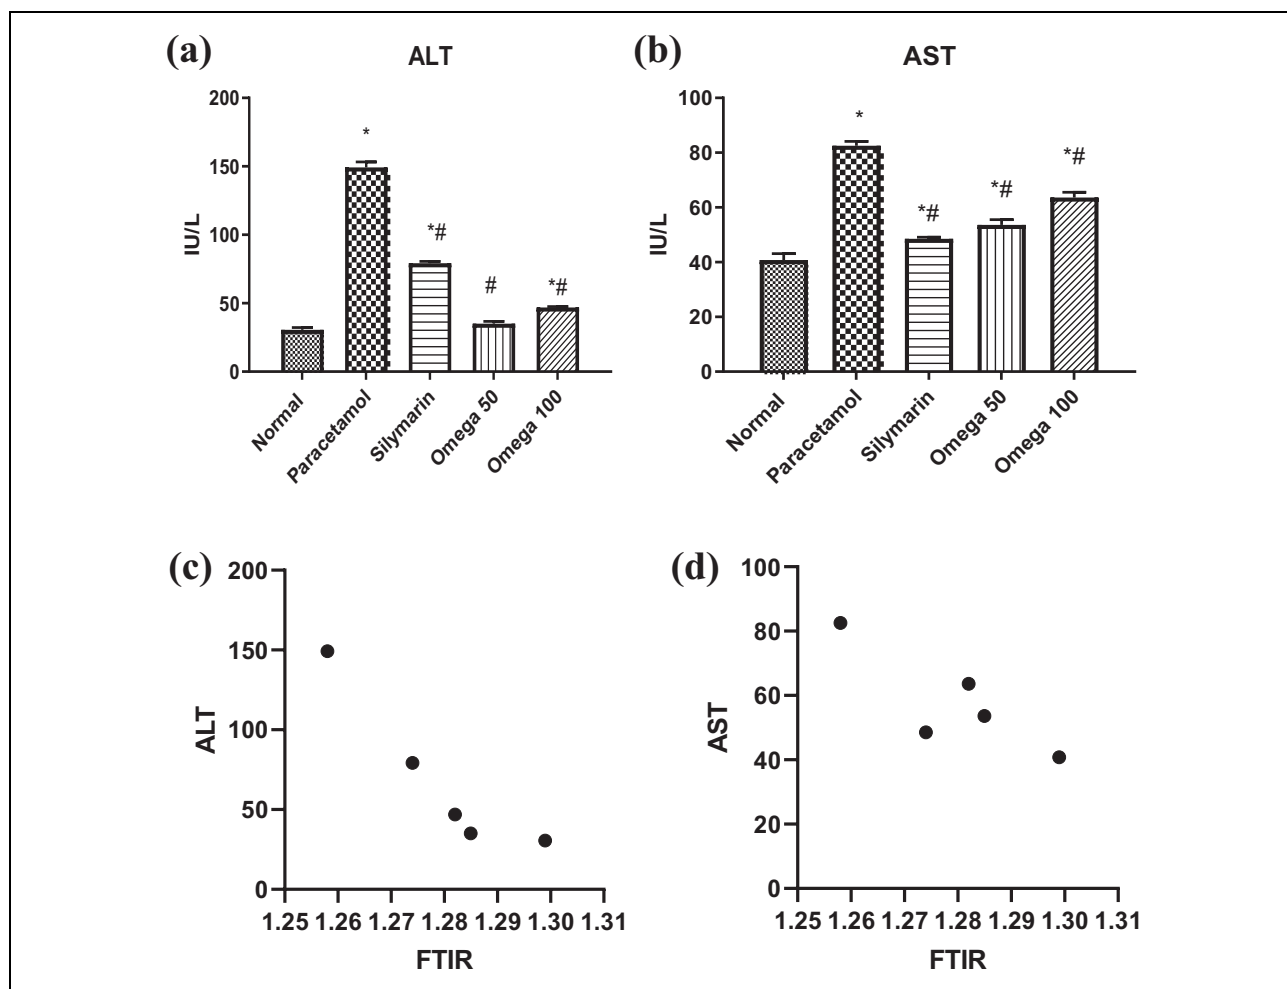 (a)
ALT
200
150
100
50
0
IU/L
*
*#
#
*#
Normal
Paracetamol
Silymarin
Omega 50
Omega 100
(b)
AST
100
80
60
40
20
0
IU/L
*
*#
*#
*#
Normal
Paracetamol
Silymarin
Omega 50
Omega 100
(c)
200
150
100
50
0
ALT
1.25 1.26 1.27 1.28 1.29 1.30 1.31
FTIR
(d)
100
80
60
40
20
0
AST
1.25 1.26 1.27 1.28 1.29 1.30 1.31
FTIR